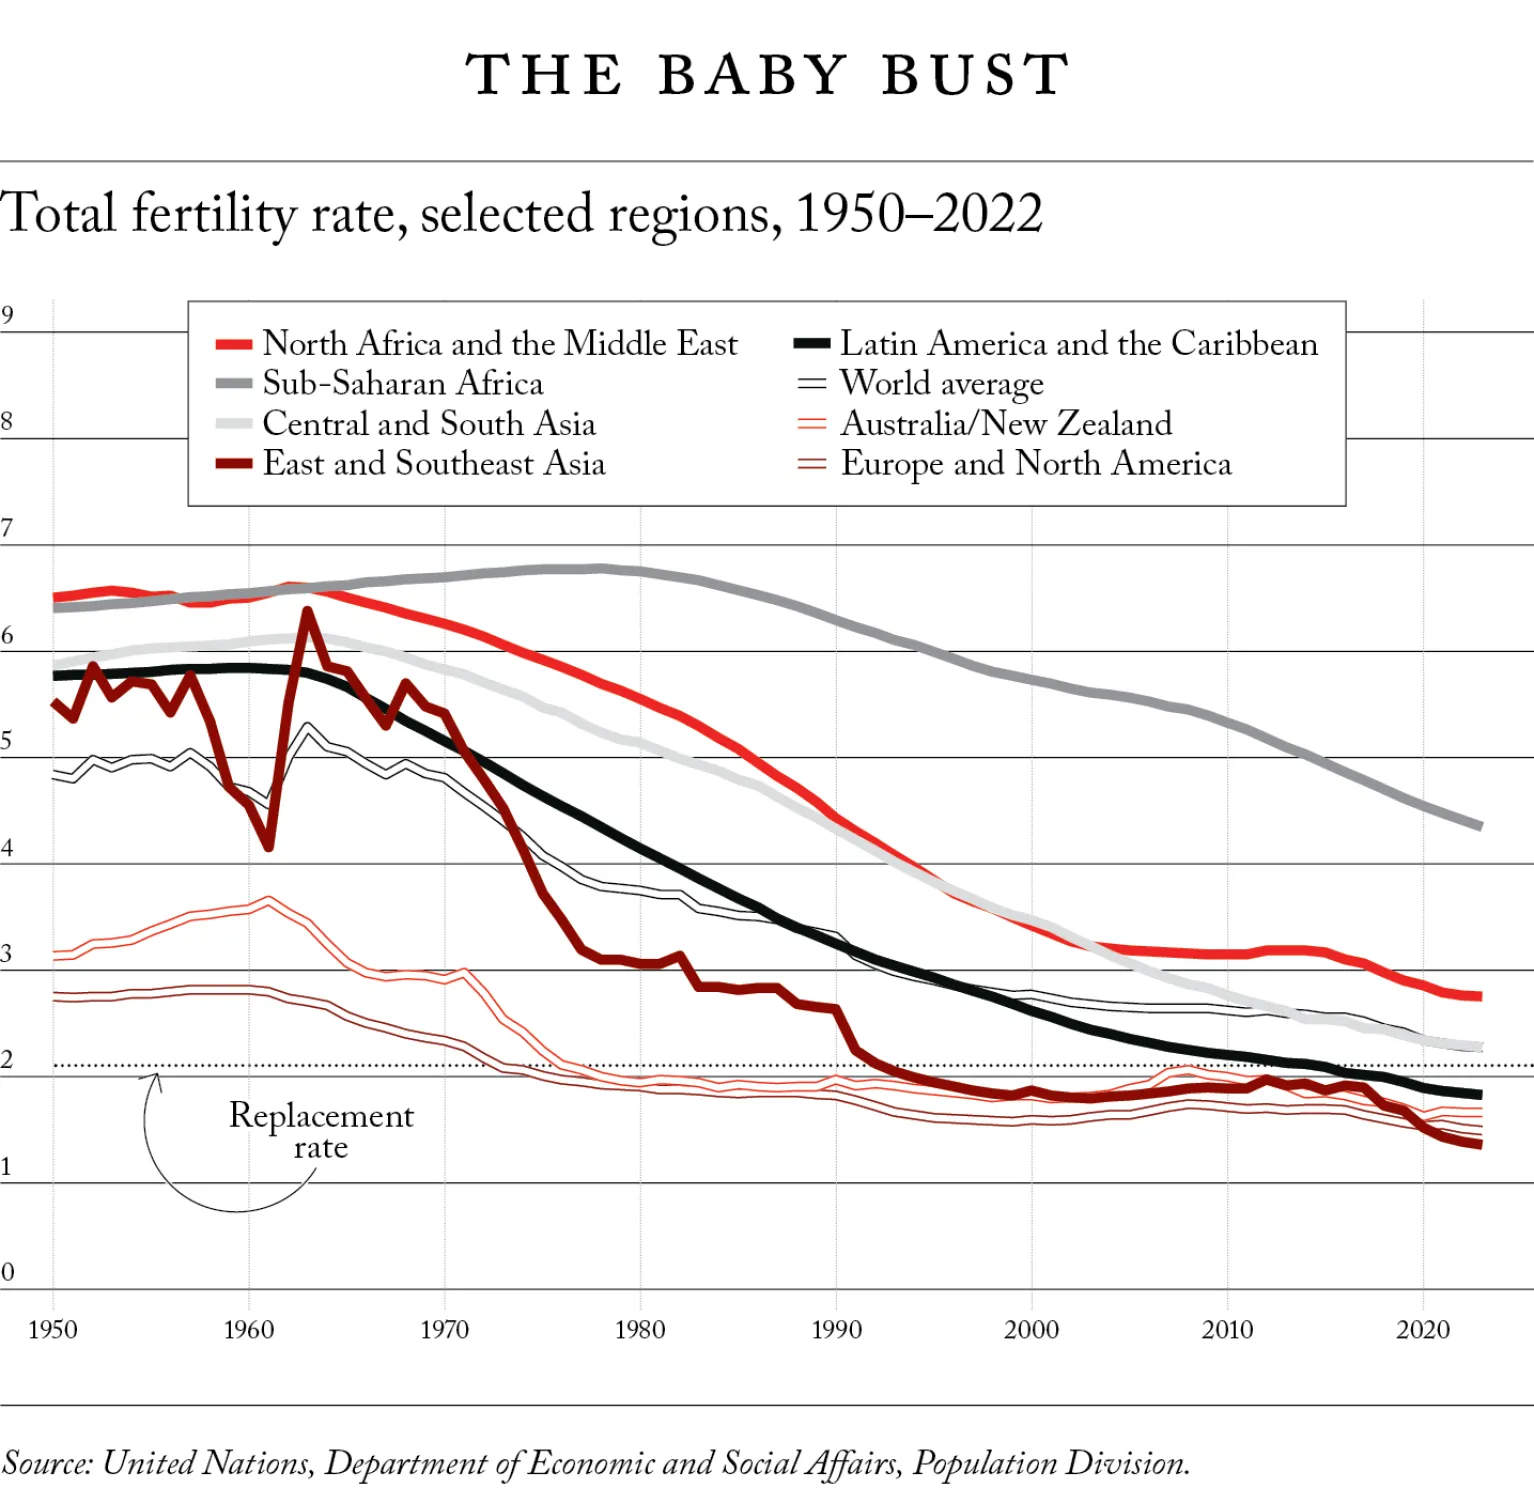 THE BABY BUST
Total fertility rate, selected regions, 1950–2022
North Africa and the Middle East
Sub-Saharan Africa
Central and South Asia
East and Southeast Asia
Latin America and the Caribbean
World average
Australia/New Zealand
Europe and North America
9
8
7
6
5
4
3
2
1
0
Replacement
rate
1950 1960 1970 1980 1990 2000 2010 2020
Source: United Nations, Department of Economic and Social Affairs, Population Division.